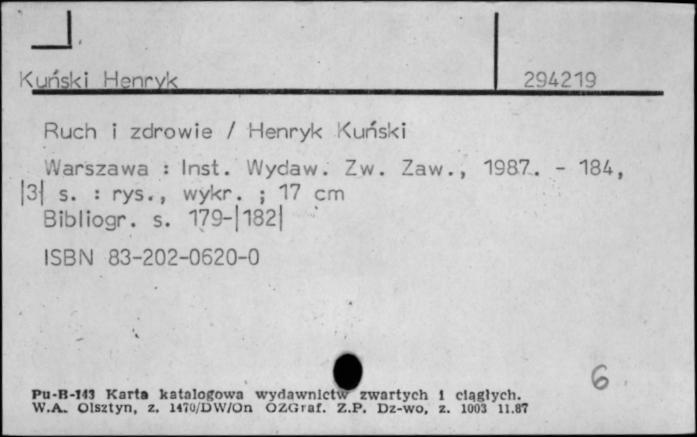 Kuński Henryk 294219
Ruch i zdrowie / Henryk Kuński
Warszawa : Inst. Wydaw. Zw. Zaw., 1987. - 184,
|3| s. : rys., wykr. ; 17 cm
Bibliogr. s. 179-|182|
ISBN 83-202-0620-0
6
Pu-B-143 Karta katalogowa wydawnictw zwartych i ciągłych.
W.A. Olsztyn, z. 1470/DW/On OZGraf. Z.P. Dz-wo, z. 1003 11.87